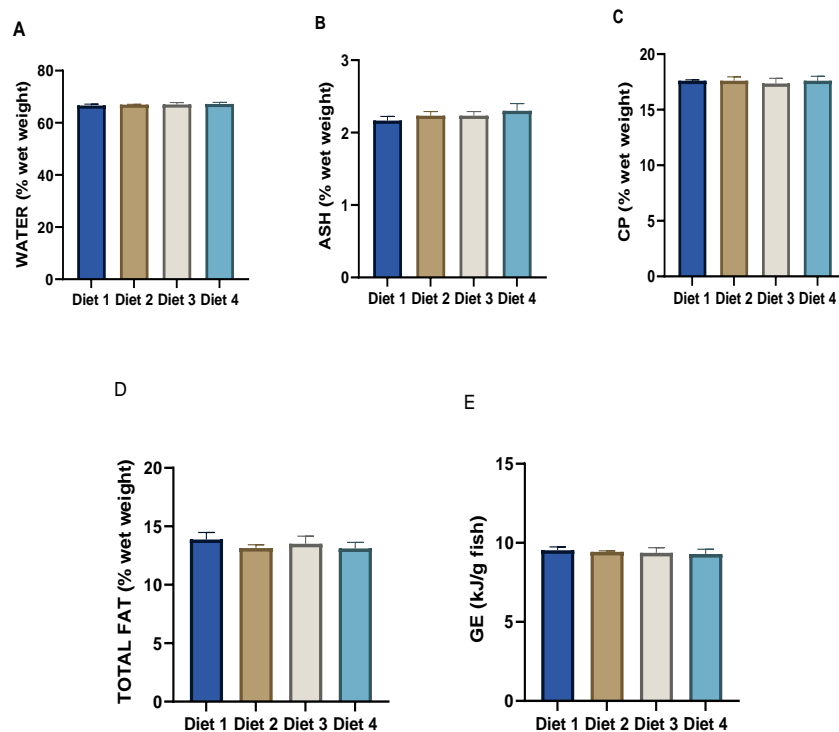 A
WATER (% wet weight)
80
60
40
20
0
Diet 1 Diet 2 Diet 3 Diet 4
B
ASH (% wet weight)
3
2
1
0
Diet 1 Diet 2 Diet 3 Diet 4
C
CP (% wet weight)
20
15
10
5
0
Diet 1 Diet 2 Diet 3 Diet 4
D
TOTAL FAT (% wet weight)
20
15
10
5
0
Diet 1 Diet 2 Diet 3 Diet 4
E
GE (kJ/g fish)
15
10
5
0
Diet 1 Diet 2 Diet 3 Diet 4